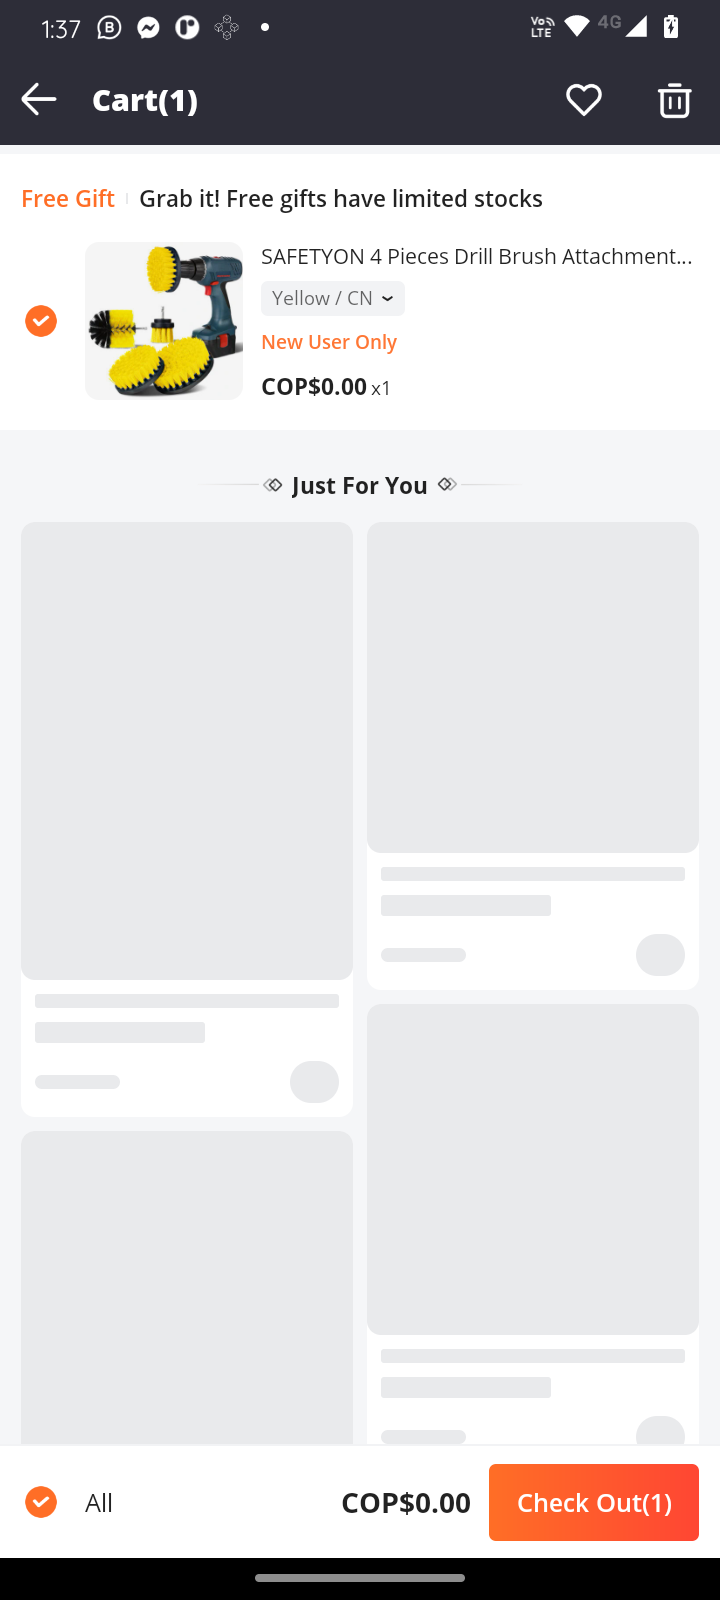 1:37
VoLTE
4G
Cart(1)
Free Gift
Grab it! Free gifts have limited stocks
SAFETYON 4 Pieces Drill Brush Attachment...
Yellow / CN
New User Only
COP$0.00 x1
Just For You
All
COP$0.00
Check Out(1)